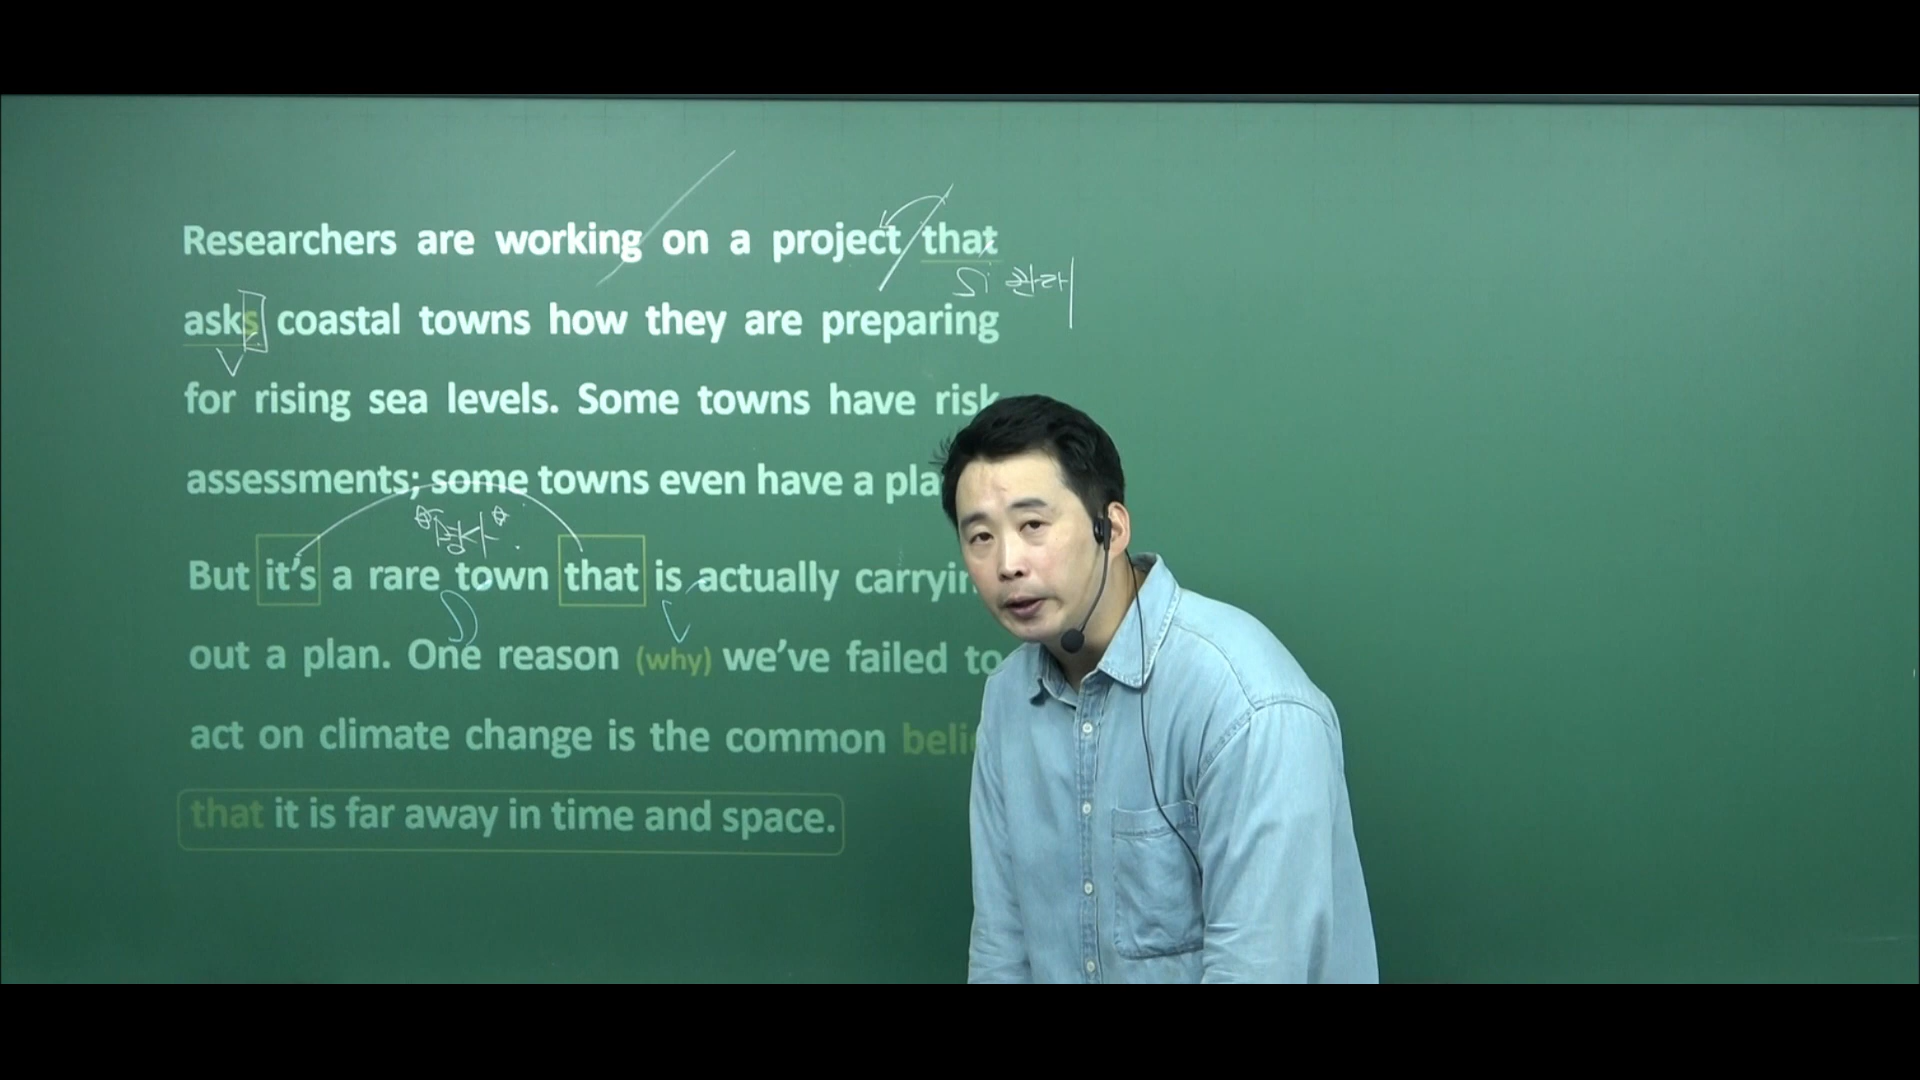 Researchers are working on a project that
si 관대
asks coastal towns how they are preparing
V
for rising sea levels. Some towns have risk
assessments; some towns even have a pla
But it's a rare town that is actually carryin
S V
out a plan. One reason (why) we've failed to
act on climate change is the common beli
that it is far away in time and space.